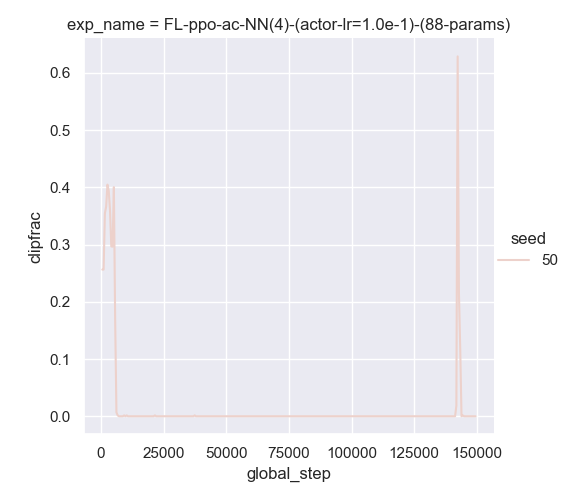 exp_name = FL-ppo-ac-NN(4)-(actor-lr=1.0e-1)-(88-params)
0.6
0.5
0.4
0.3
0.2
0.1
0.0
clipfrac
0 25000 50000 75000 100000 125000 150000
global_step
seed
50